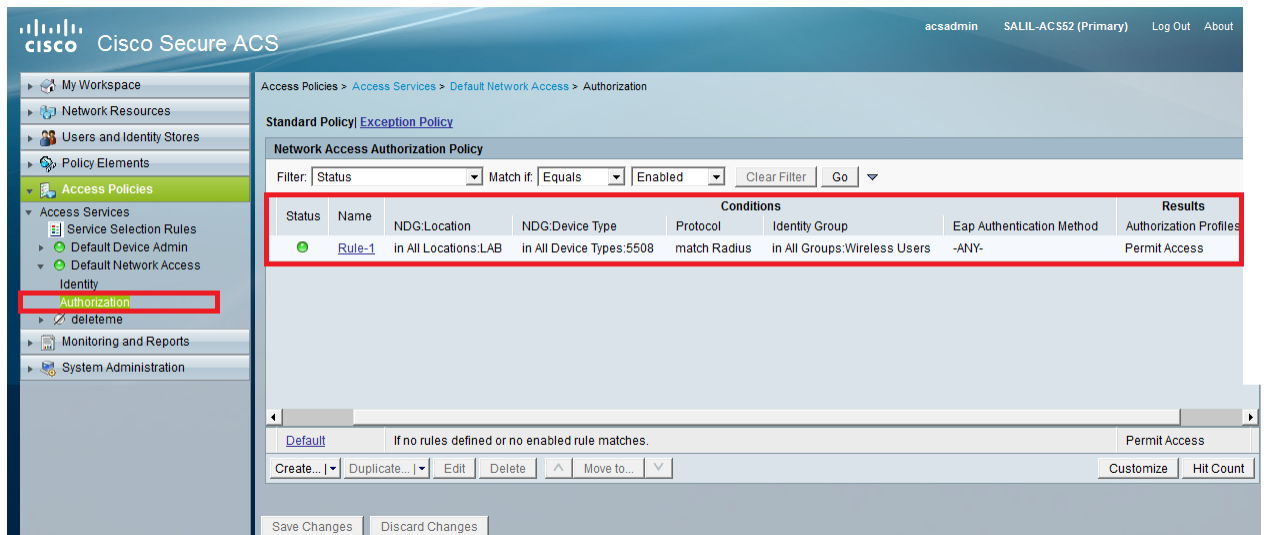 CISCO Cisco Secure ACS
acsadmin SALIL-ACS52 (Primary) Log Out About
My Workspace
Network Resources
Users and Identity Stores
Policy Elements
Access Policies
Access Services
Service Selection Rules
Default Device Admin
Default Network Access
Identity
Authorization
deleteme
Monitoring and Reports
System Administration
Access Policies > Access Services > Default Network Access > Authorization
Standard Policy| Exception Policy
Network Access Authorization Policy
Filter: Status Match if: Equals Enabled Clear Filter Go
Conditions Results
Status Name NDG:Location NDG:Device Type Protocol Identity Group Eap Authentication Method Authorization Profiles
Rule-1 in All Locations:LAB in All Device Types:5508 match Radius in All Groups:Wireless Users -ANY- Permit Access
Default If no rules defined or no enabled rule matches. Permit Access
Create... | Duplicate... | Edit Delete Move to... Customize Hit Count
Save Changes Discard Changes